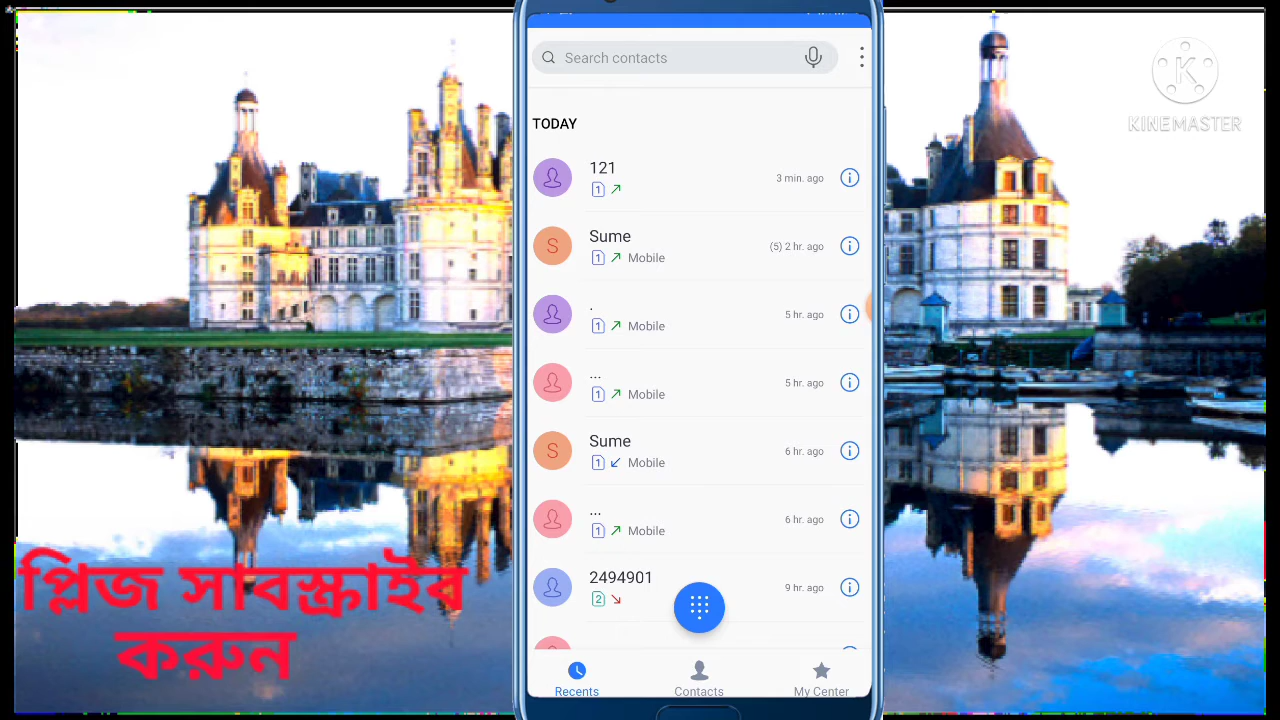 Search contacts
KINEMASTER
TODAY
121
1
3 min. ago
Sume
1 Mobile
(5) 2 hr. ago
.
1 Mobile
5 hr. ago
...
1 Mobile
5 hr. ago
Sume
1 Mobile
6 hr. ago
...
1 Mobile
6 hr. ago
2494901
2
9 hr. ago
প্লিজ সাবস্ক্রাইব
করুন
Recents
Contacts
My Center